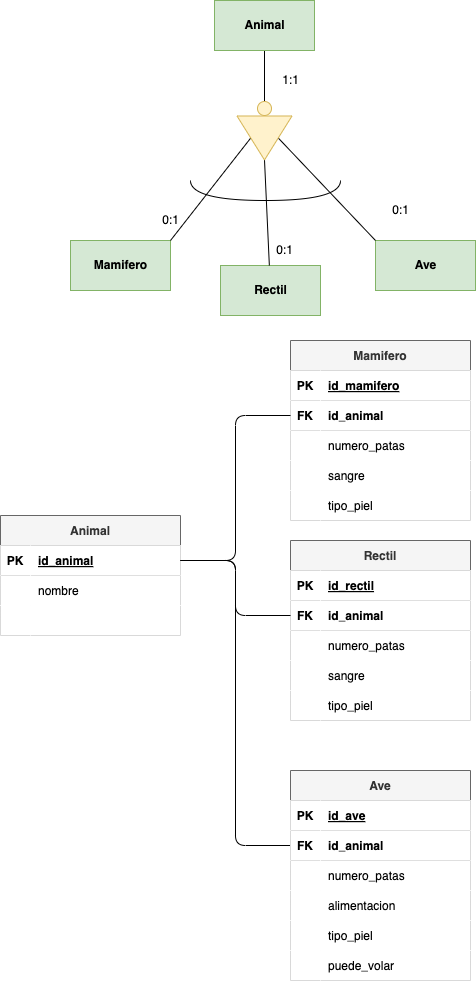 Animal
1:1
0:1
0:1
0:1
Mamifero
Rectil
Ave
Mamifero
PK id_mamifero
FK id_animal
numero_patas
sangre
tipo_piel
Animal
PK id_animal
nombre
Rectil
PK id_rectil
FK id_animal
numero_patas
sangre
tipo_piel
Ave
PK id_ave
FK id_animal
numero_patas
alimentacion
tipo_piel
puede_volar